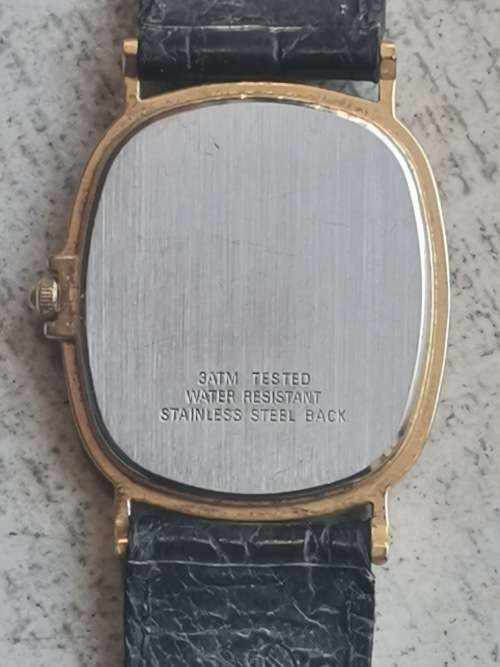 3ATM TESTED
WATER RESISTANT
STAINLESS STEEL BACK